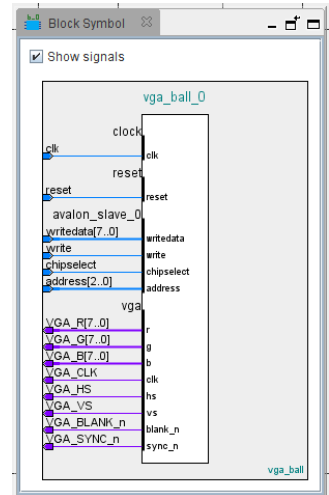 Block Symbol
Show signals
vga_ball_0
clock
clk
clk
reset
reset
reset
avalon_slave_0
writedata[7..0]
writedata
write
write
chipselect
chipselect
address[2..0]
address
vga
VGA_R[7..0]
r
VGA_G[7..0]
g
VGA_B[7..0]
b
VGA_CLK
clk
VGA_HS
hs
VGA_VS
vs
VGA_BLANK_n
blank_n
VGA_SYNC_n
sync_n
vga_ball